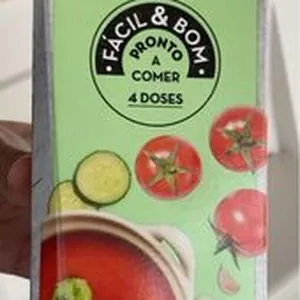 FÁCIL & BOM
PRONTO
A
COMER
4 DOSES